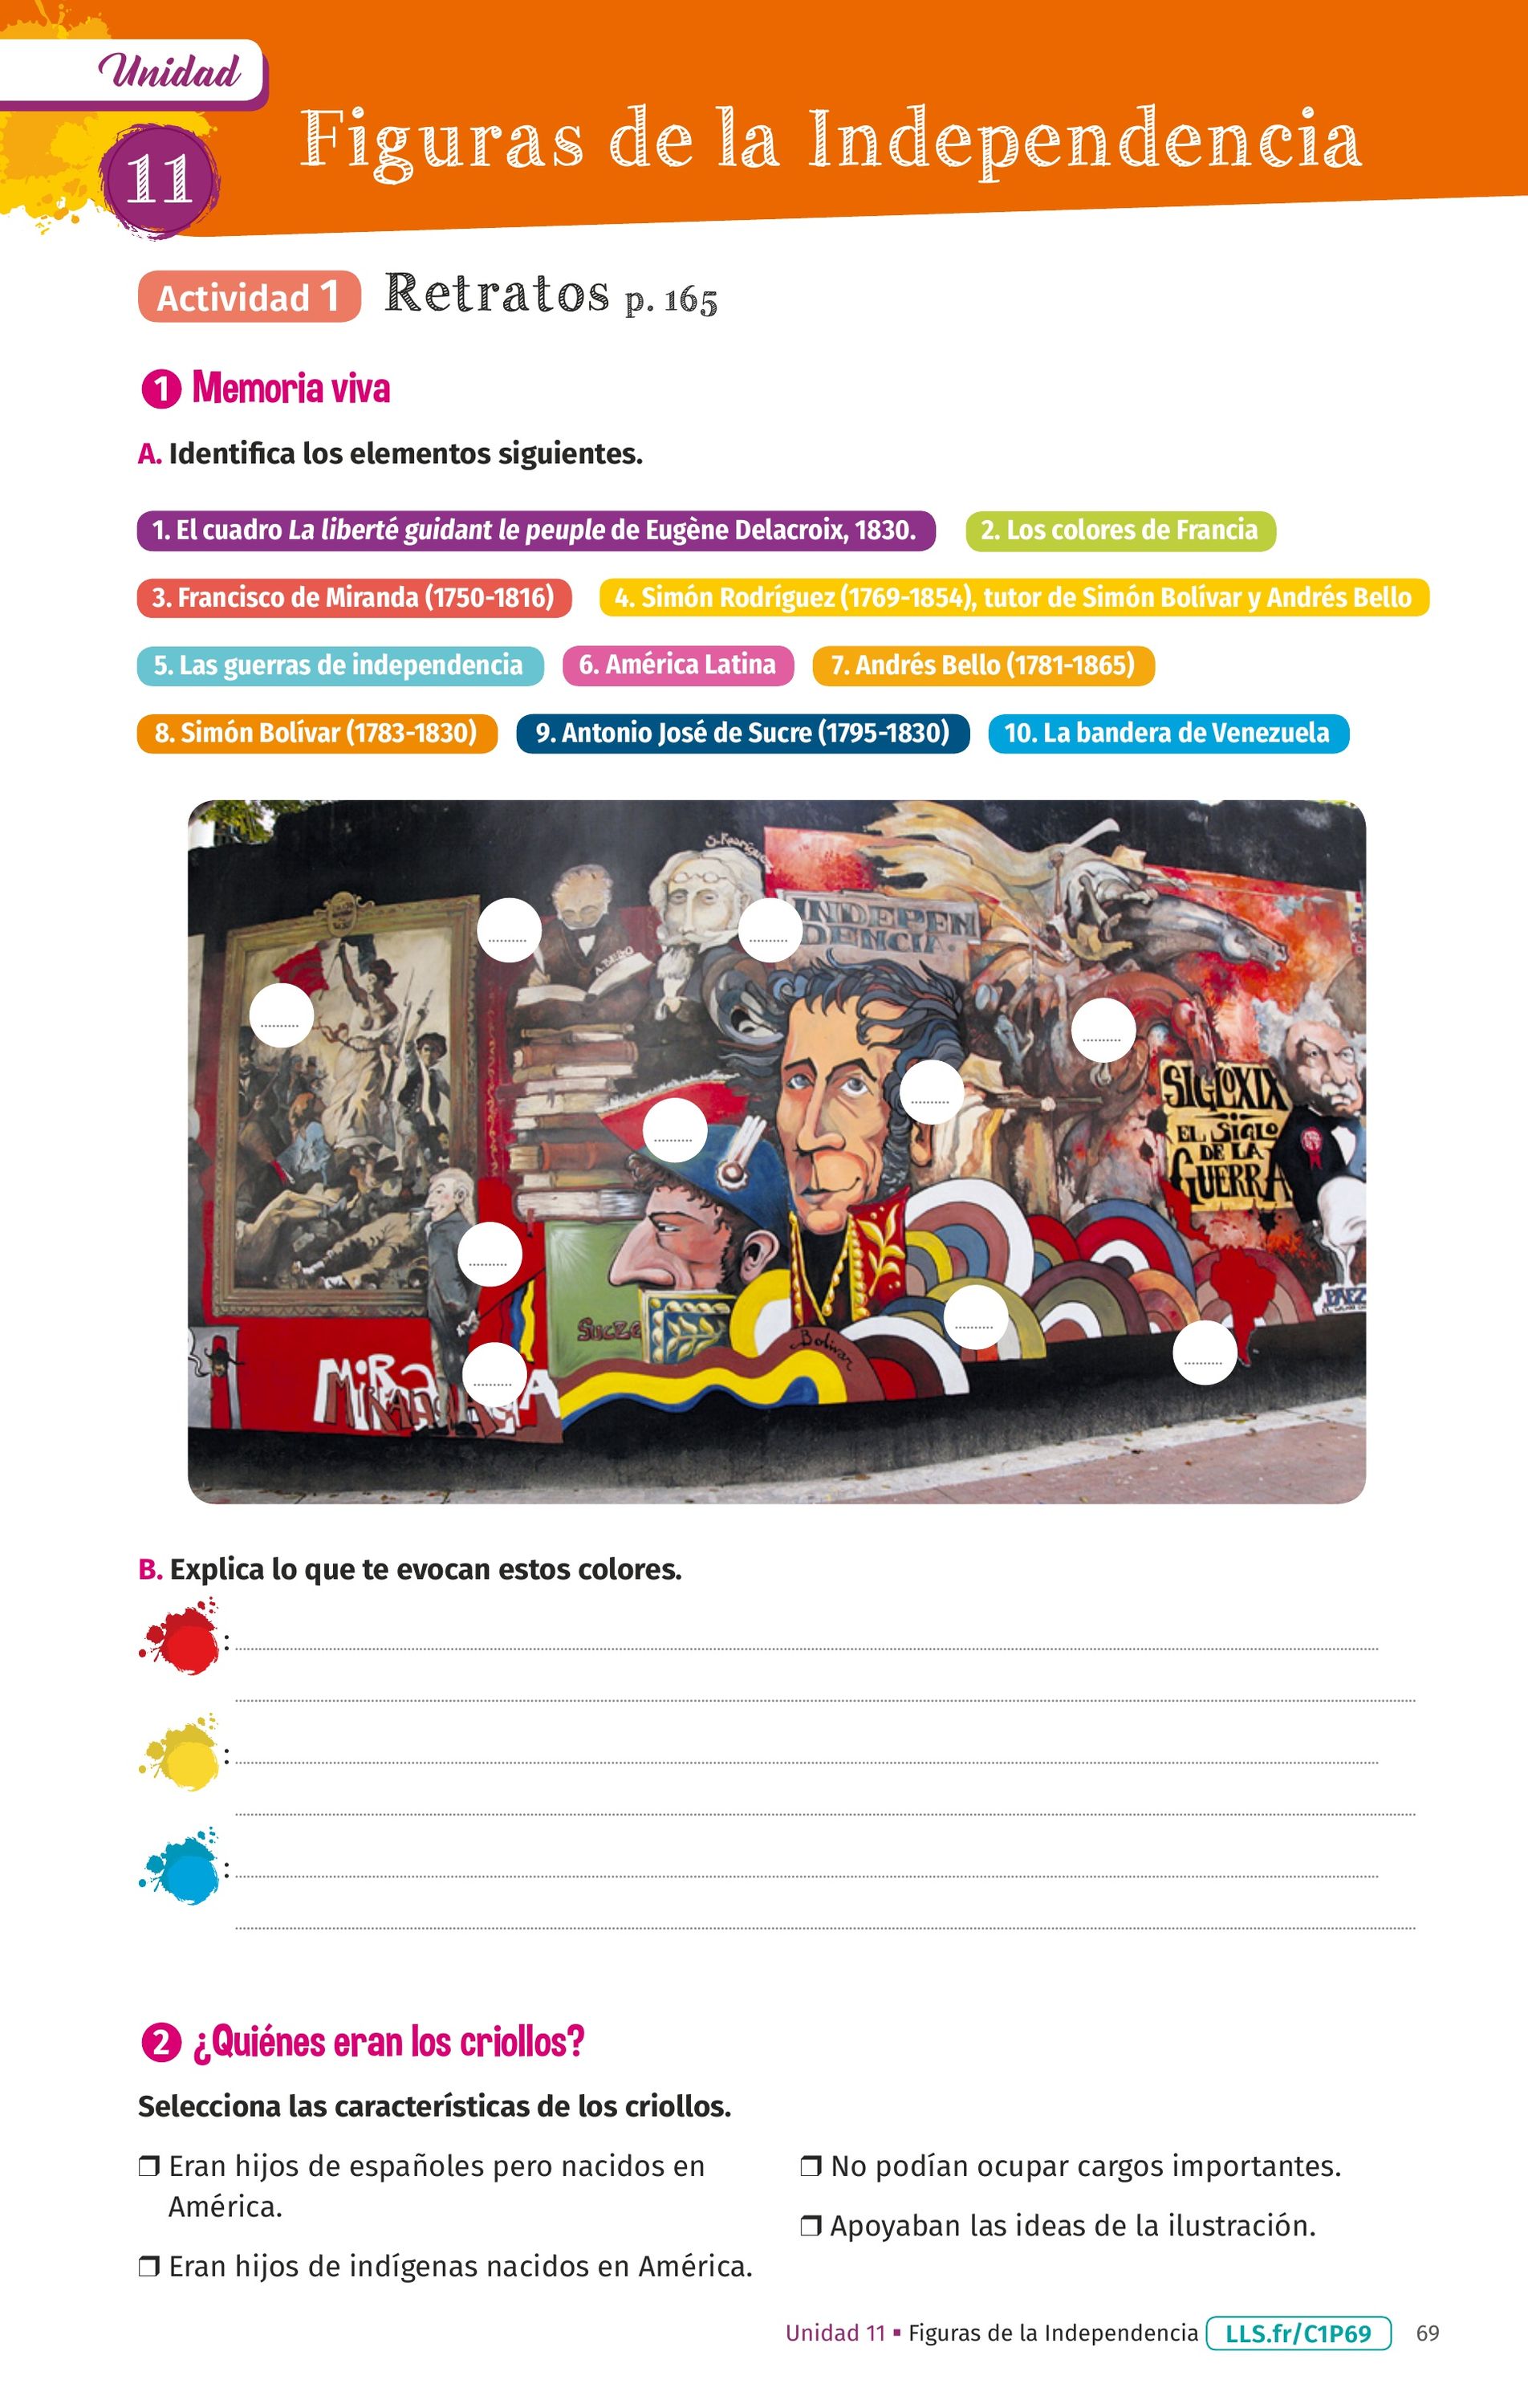 Unidad
11
Figuras de la Independencia
Actividad 1 Retratos p. 165
1 Memoria viva
A. Identifica los elementos siguientes.
1. El cuadro La liberté guidant le peuple de Eugène Delacroix, 1830.
2. Los colores de Francia
3. Francisco de Miranda (1750-1816)
4. Simón Rodríguez (1769-1854), tutor de Simón Bolívar y Andrés Bello
5. Las guerras de independencia
6. América Latina
7. Andrés Bello (1781-1865)
8. Simón Bolívar (1783-1830)
9. Antonio José de Sucre (1795-1830)
10. La bandera de Venezuela
S. Rodríguez
A. BELLO
INDEPEN
DENCIA
SIGLO XIX
EL SIGLO
DE LA
GUERRA
SUCRE
Bolivar
PAEZ
B. Explica lo que te evocan estos colores.
:
:
:
2 ¿Quiénes eran los criollos?
Selecciona las características de los criollos.
❒ Eran hijos de españoles pero nacidos en
América.
❒ Eran hijos de indígenas nacidos en América.
❒ No podían ocupar cargos importantes.
❒ Apoyaban las ideas de la ilustración.
Unidad 11 ▪ Figuras de la Independencia LLS.fr/C1P69 69